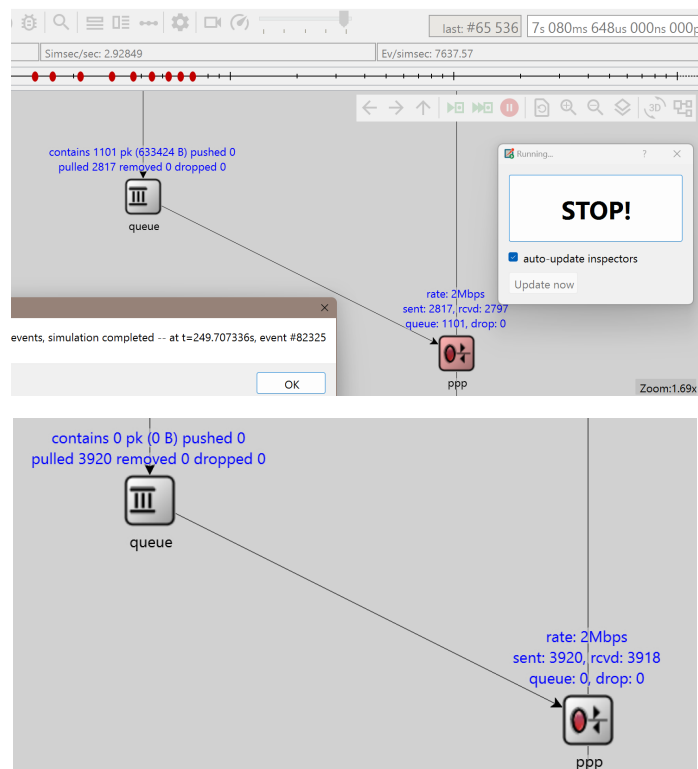 last: #65 536
7s 080ms 648us 000ns 000p
Simsec/sec: 2.92849
Ev/simsec: 7637.57
3D
contains 1101 pk (633424 B) pushed 0
pulled 2817 removed 0 dropped 0
queue
Running...
?
STOP!
auto-update inspectors
Update now
rate: 2Mbps
sent: 2817, rcvd: 2797
queue: 1101, drop: 0
ppp
events, simulation completed -- at t=249.707336s, event #82325
OK
Zoom:1.69x
contains 0 pk (0 B) pushed 0
pulled 3920 removed 0 dropped 0
queue
rate: 2Mbps
sent: 3920, rcvd: 3918
queue: 0, drop: 0
ppp